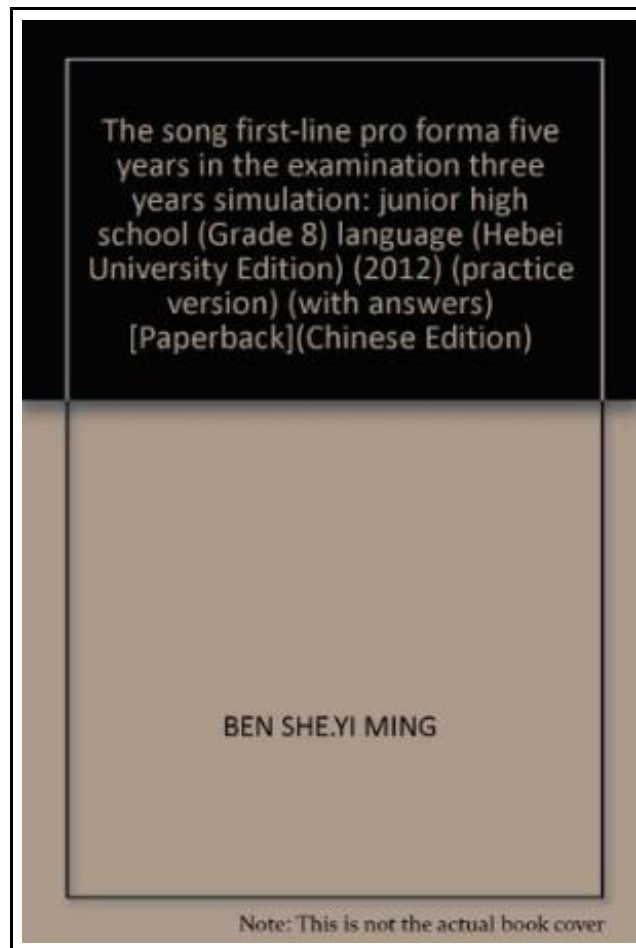 The song first-line pro forma five
years in the examination three
years simulation: junior high
school (Grade 8) language (Hebei
University Edition) (2012) (practice
version) (with answers)
[Paperback](Chinese Edition)
BEN SHE.YI MING
Note: This is not the actual book cover